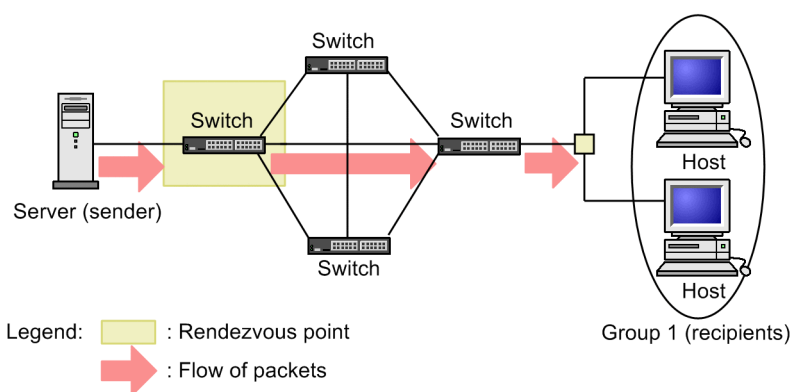 Switch
Switch
Switch
Host
Server (sender)
Switch
Host
Legend:
: Rendezvous point
Group 1 (recipients)
: Flow of packets